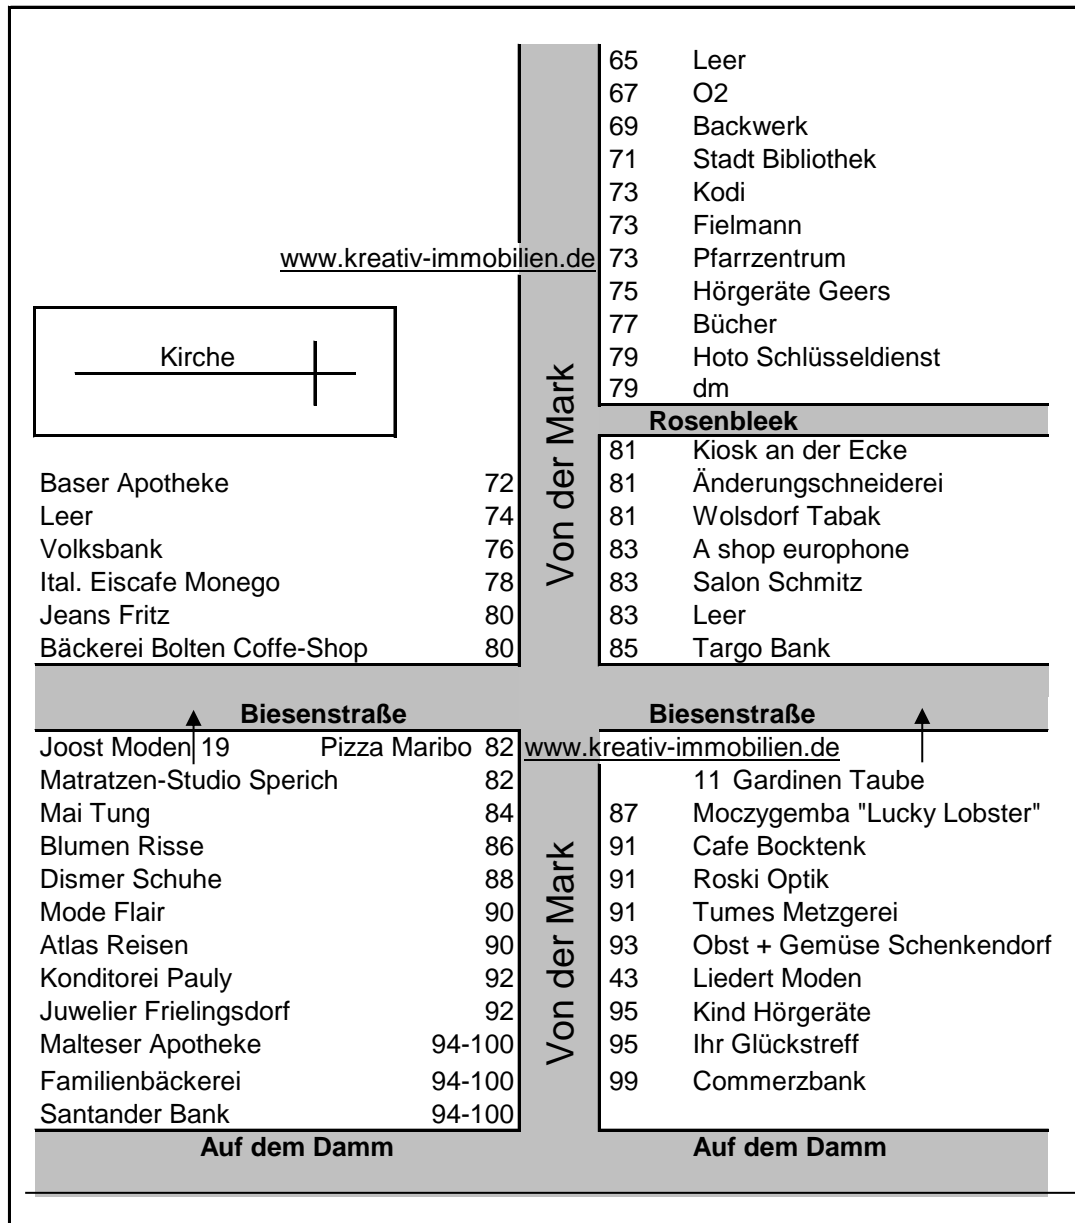 65 Leer
67 O2
69 Backwerk
71 Stadt Bibliothek
73 Kodi
73 Fielmann
www.kreativ-immobilien.de 73 Pfarrzentrum
75 Hörgeräte Geers
77 Bücher
Kirche 79 Hoto Schlüsseldienst
79 dm
Von der Mark
Rosenbleek
81 Kiosk an der Ecke
Baser Apotheke 72 81 Änderungschneiderei
Leer 74 81 Wolsdorf Tabak
Volksbank 76 83 A shop europhone
Ital. Eiscafe Monego 78 83 Salon Schmitz
Jeans Fritz 80 83 Leer
Bäckerei Bolten Coffe-Shop 80 85 Targo Bank
Biesenstraße Biesenstraße
Joost Moden 19 Pizza Maribo 82 www.kreativ-immobilien.de
Matratzen-Studio Sperich 82 11 Gardinen Taube
Mai Tung 84 87 Moczygemba "Lucky Lobster"
Blumen Risse 86 91 Cafe Bocktenk
Dismer Schuhe 88 91 Roski Optik
Mode Flair 90 91 Tumes Metzgerei
Atlas Reisen 90 93 Obst + Gemüse Schenkendorf
Konditorei Pauly 92 43 Liedert Moden
Juwelier Frielingsdorf 92 95 Kind Hörgeräte
Malteser Apotheke 94-100 95 Ihr Glückstreff
Familienbäckerei 94-100 99 Commerzbank
Santander Bank 94-100
Von der Mark
Auf dem Damm Auf dem Damm